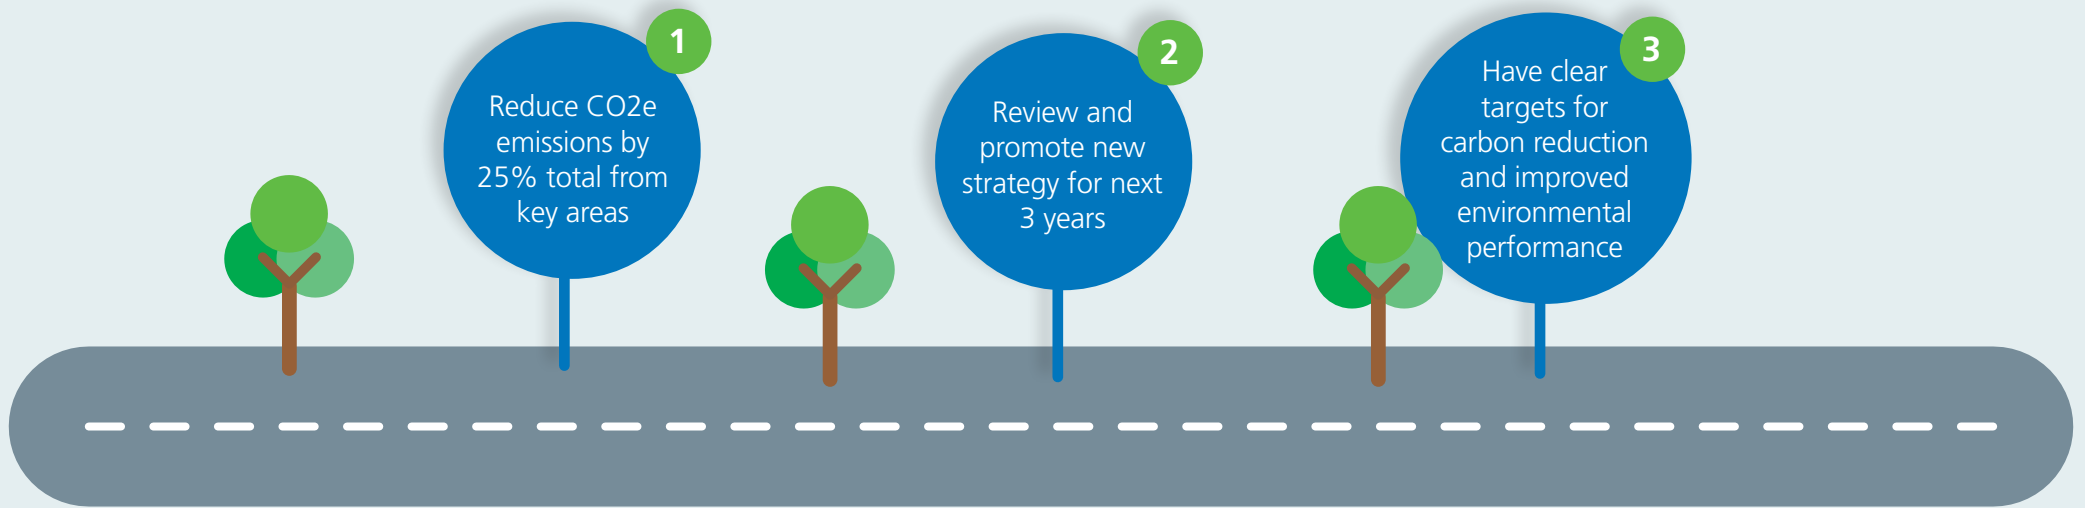 1
Reduce CO2e
emissions by
25% total from
key areas
2
Review and
promote new
strategy for next
3 years
3
Have clear
targets for
carbon reduction
and improved
environmental
performance